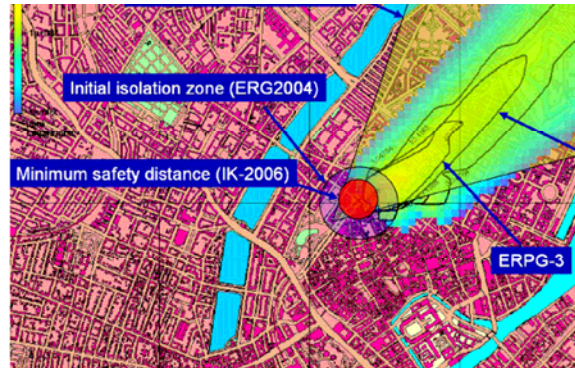 Initial isolation zone (ERG2004)
Minimum safety distance (IK-2006)
ERPG-3